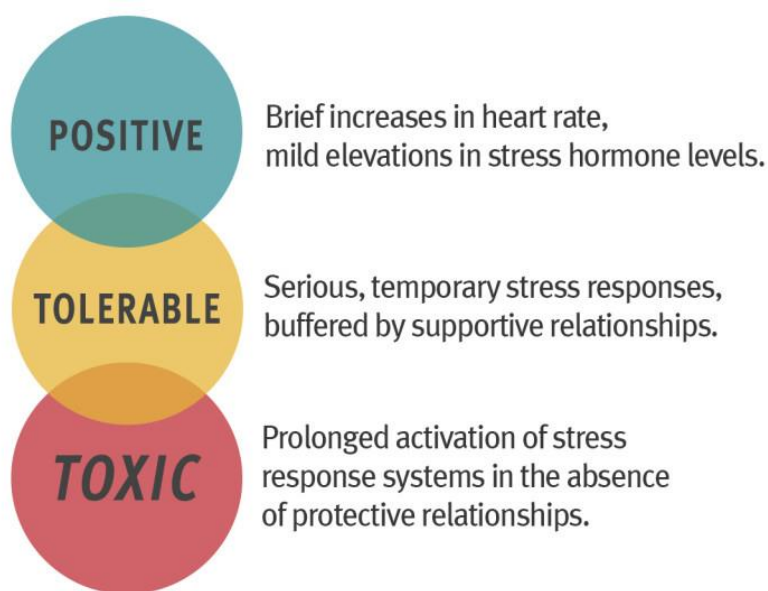 POSITIVE
Brief increases in heart rate,
mild elevations in stress hormone levels.
TOLERABLE
Serious, temporary stress responses,
buffered by supportive relationships.
TOXIC
Prolonged activation of stress
response systems in the absence
of protective relationships.